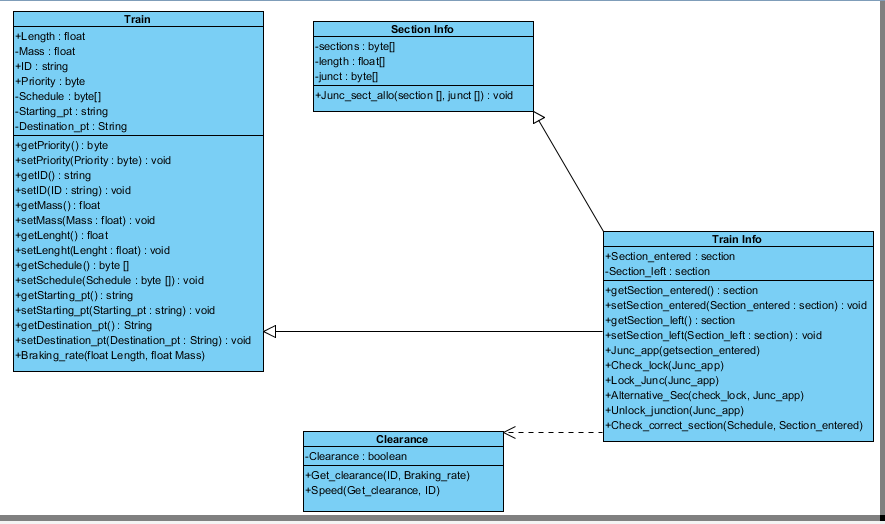 Train
+Length : float
-Mass : float
+ID : string
+Priority : byte
-Schedule : byte[]
-Starting_pt : string
-Destination_pt : String
+getPriority() : byte
+setPriority(Priority : byte) : void
+getID() : string
+setID(ID : string) : void
+getMass() : float
+setMass(Mass : float) : void
+getLenght() : float
+setLenght(Lenght : float) : void
+getSchedule() : byte []
+setSchedule(Schedule : byte []) : void
+getStarting_pt() : string
+setStarting_pt(Starting_pt : string) : void
+getDestination_pt() : String
+setDestination_pt(Destination_pt : String) : void
+Braking_rate(float Length, float Mass)
Section Info
-sections : byte[]
-length : float[]
-junct : byte[]
+Junc_sect_allo(section [], junct []) : void
Train Info
+Section_entered : section
-Section_left : section
+getSection_entered() : section
+setSection_entered(Section_entered : section) : void
+getSection_left() : section
+setSection_left(Section_left : section) : void
+Junc_app(getsection_entered)
+Check_lock(Junc_app)
+Lock_Junc(Junc_app)
+Alternative_Sec(check_lock, Junc_app)
+Unlock_junction(Junc_app)
+Check_correct_section(Schedule, Section_entered)
Clearance
-Clearance : boolean
+Get_clearance(ID, Braking_rate)
+Speed(Get_clearance, ID)